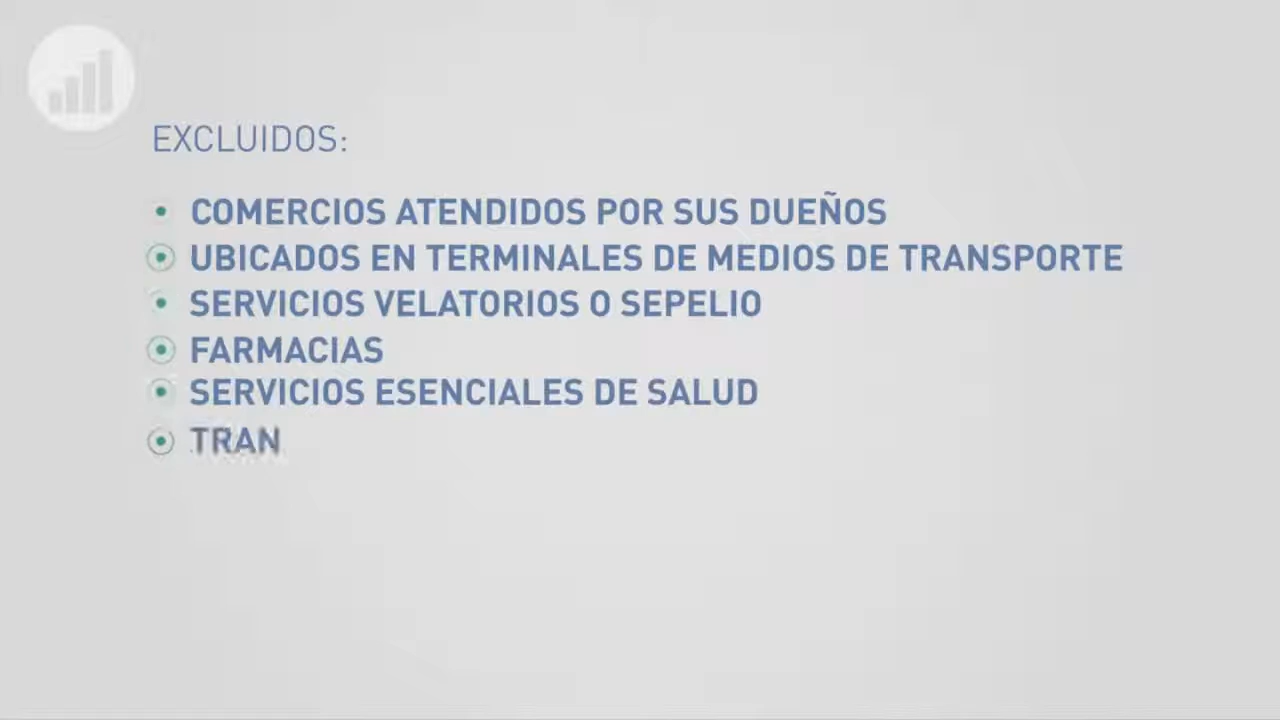 EXCLUIDOS:
COMERCIOS ATENDIDOS POR SUS DUEÑOS
UBICADOS EN TERMINALES DE MEDIOS DE TRANSPORTE
SERVICIOS VELATORIOS O SEPELIO
FARMACIAS
SERVICIOS ESENCIALES DE SALUD
TRAN